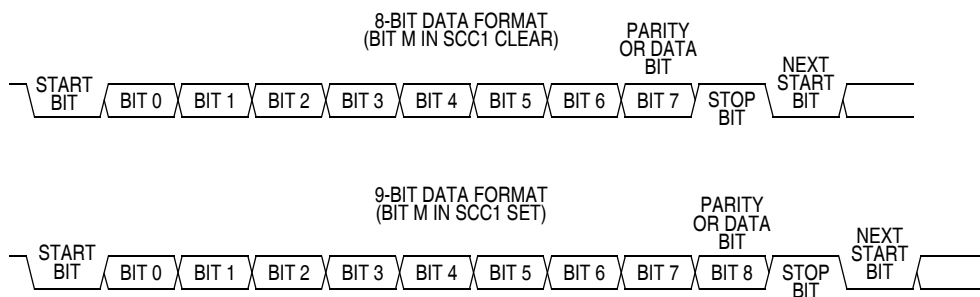 8-BIT DATA FORMAT
(BIT M IN SCC1 CLEAR)
PARITY
OR DATA
BIT
START
BIT
BIT 0
BIT 1
BIT 2
BIT 3
BIT 4
BIT 5
BIT 6
BIT 7
STOP
BIT
NEXT
START
BIT
9-BIT DATA FORMAT
(BIT M IN SCC1 SET)
PARITY
OR DATA
BIT
START
BIT
BIT 0
BIT 1
BIT 2
BIT 3
BIT 4
BIT 5
BIT 6
BIT 7
BIT 8
STOP
BIT
NEXT
START
BIT